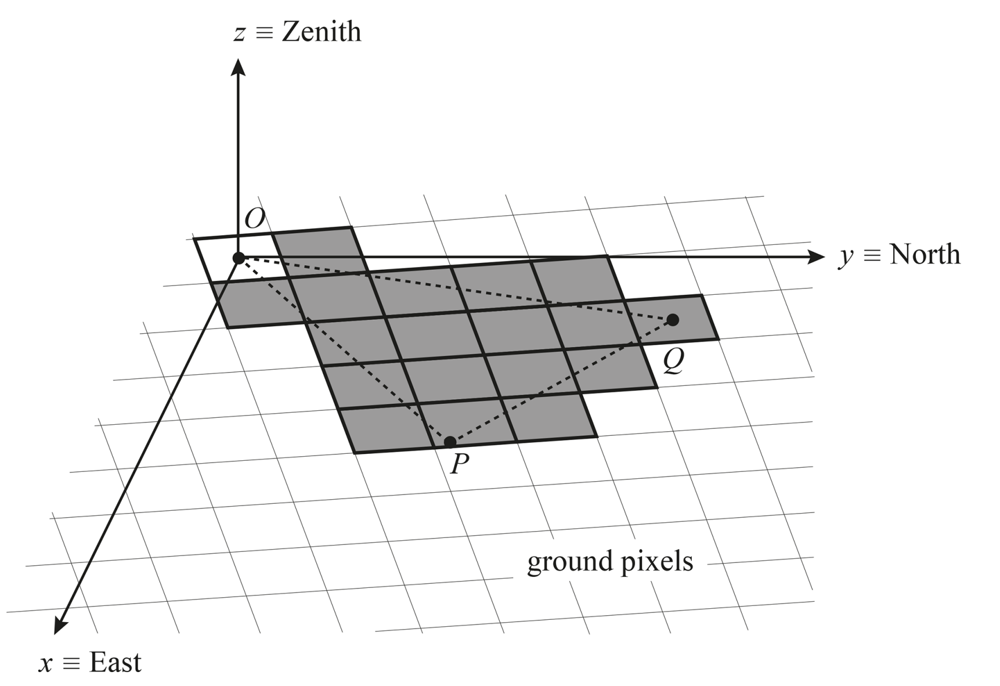 z ≡ Zenith
O
y ≡ North
Q
P
ground pixels
x ≡ East